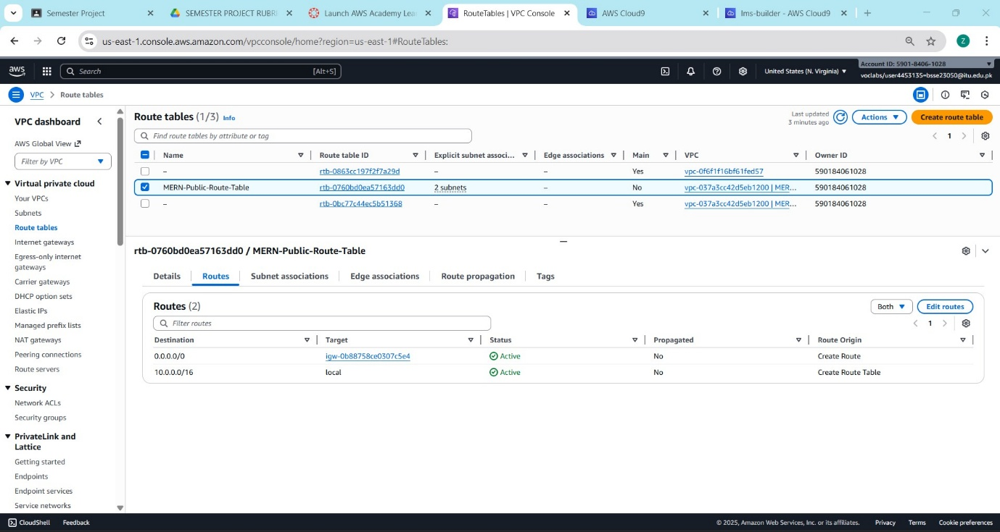 Semester Project
SEMESTER PROJECT RUBRI
Launch AWS Academy Lea
RouteTables | VPC Console
AWS Cloud9
lms-builder - AWS Cloud9
us-east-1.console.aws.amazon.com/vpcconsole/home?region=us-east-1#RouteTables:
Z
aws
Search
[Alt+S]
United States (N. Virginia)
Account ID: 5901-8406-1028
voclabs/user4453135=bsse23050@itu.edu.pk
VPC > Route tables
VPC dashboard
AWS Global View
Filter by VPC
Virtual private cloud
Your VPCs
Subnets
Route tables
Internet gateways
Egress-only internet
gateways
Carrier gateways
DHCP option sets
Elastic IPs
Managed prefix lists
NAT gateways
Peering connections
Route servers
Security
Network ACLs
Security groups
PrivateLink and
Lattice
Getting started
Endpoints
Endpoint services
Service networks
Route tables (1/3) Info
Last updated
3 minutes ago
Actions
Create route table
Find route tables by attribute or tag
1
Name Route table ID Explicit subnet associ... Edge associations Main VPC Owner ID
– rtb-0863cc197f2f7a29d – – Yes vpc-0f6f1f16bf61fed57 590184061028
MERN-Public-Route-Table rtb-0760bd0ea57163dd0 2 subnets – No vpc-037a3cc42d5eb1200 | MER... 590184061028
– rtb-0bc77c44ec5b51368 – – Yes vpc-037a3cc42d5eb1200 | MER... 590184061028
rtb-0760bd0ea57163dd0 / MERN-Public-Route-Table
Details Routes Subnet associations Edge associations Route propagation Tags
Routes (2)
Both
Edit routes
Filter routes
1
Destination Target Status Propagated Route Origin
0.0.0.0/0 igw-0b88758ce0307c5e4 Active No Create Route
10.0.0.0/16 local Active No Create Route Table
CloudShell Feedback
© 2025, Amazon Web Services, Inc. or its affiliates. Privacy Terms Cookie preferences